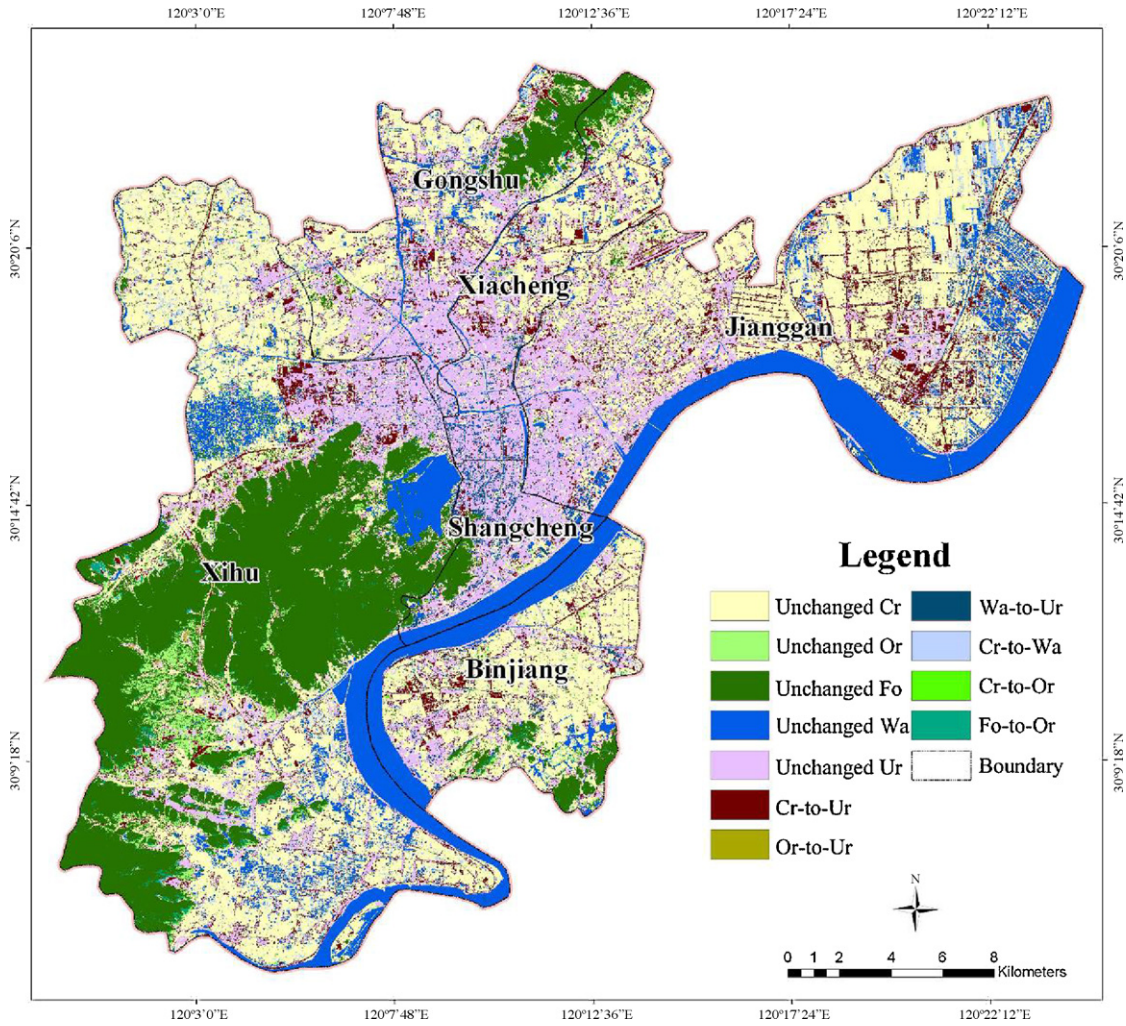 120°3'0"E 120°7'48"E 120°12'36"E 120°17'24"E 120°22'12"E
Gongshu
30°20'6"N
30°20'6"N
Xiacheng
Jianggan
30°14'42"N
30°14'42"N
Shangcheng
Xihu
Binjiang
30°9'18"N
30°9'18"N
Legend
Unchanged Cr
Unchanged Or
Unchanged Fo
Unchanged Wa
Unchanged Ur
Cr-to-Ur
Or-to-Ur
Wa-to-Ur
Cr-to-Wa
Cr-to-Or
Fo-to-Or
Boundary
N
0 1 2 4 6 8
Kilometers
120°3'0"E 120°7'48"E 120°12'36"E 120°17'24"E 120°22'12"E